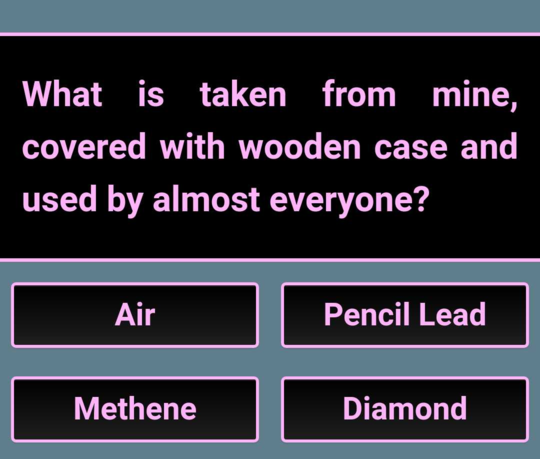 What is taken from mine,
covered with wooden case and
used by almost everyone?
Air
Pencil Lead
Methene
Diamond